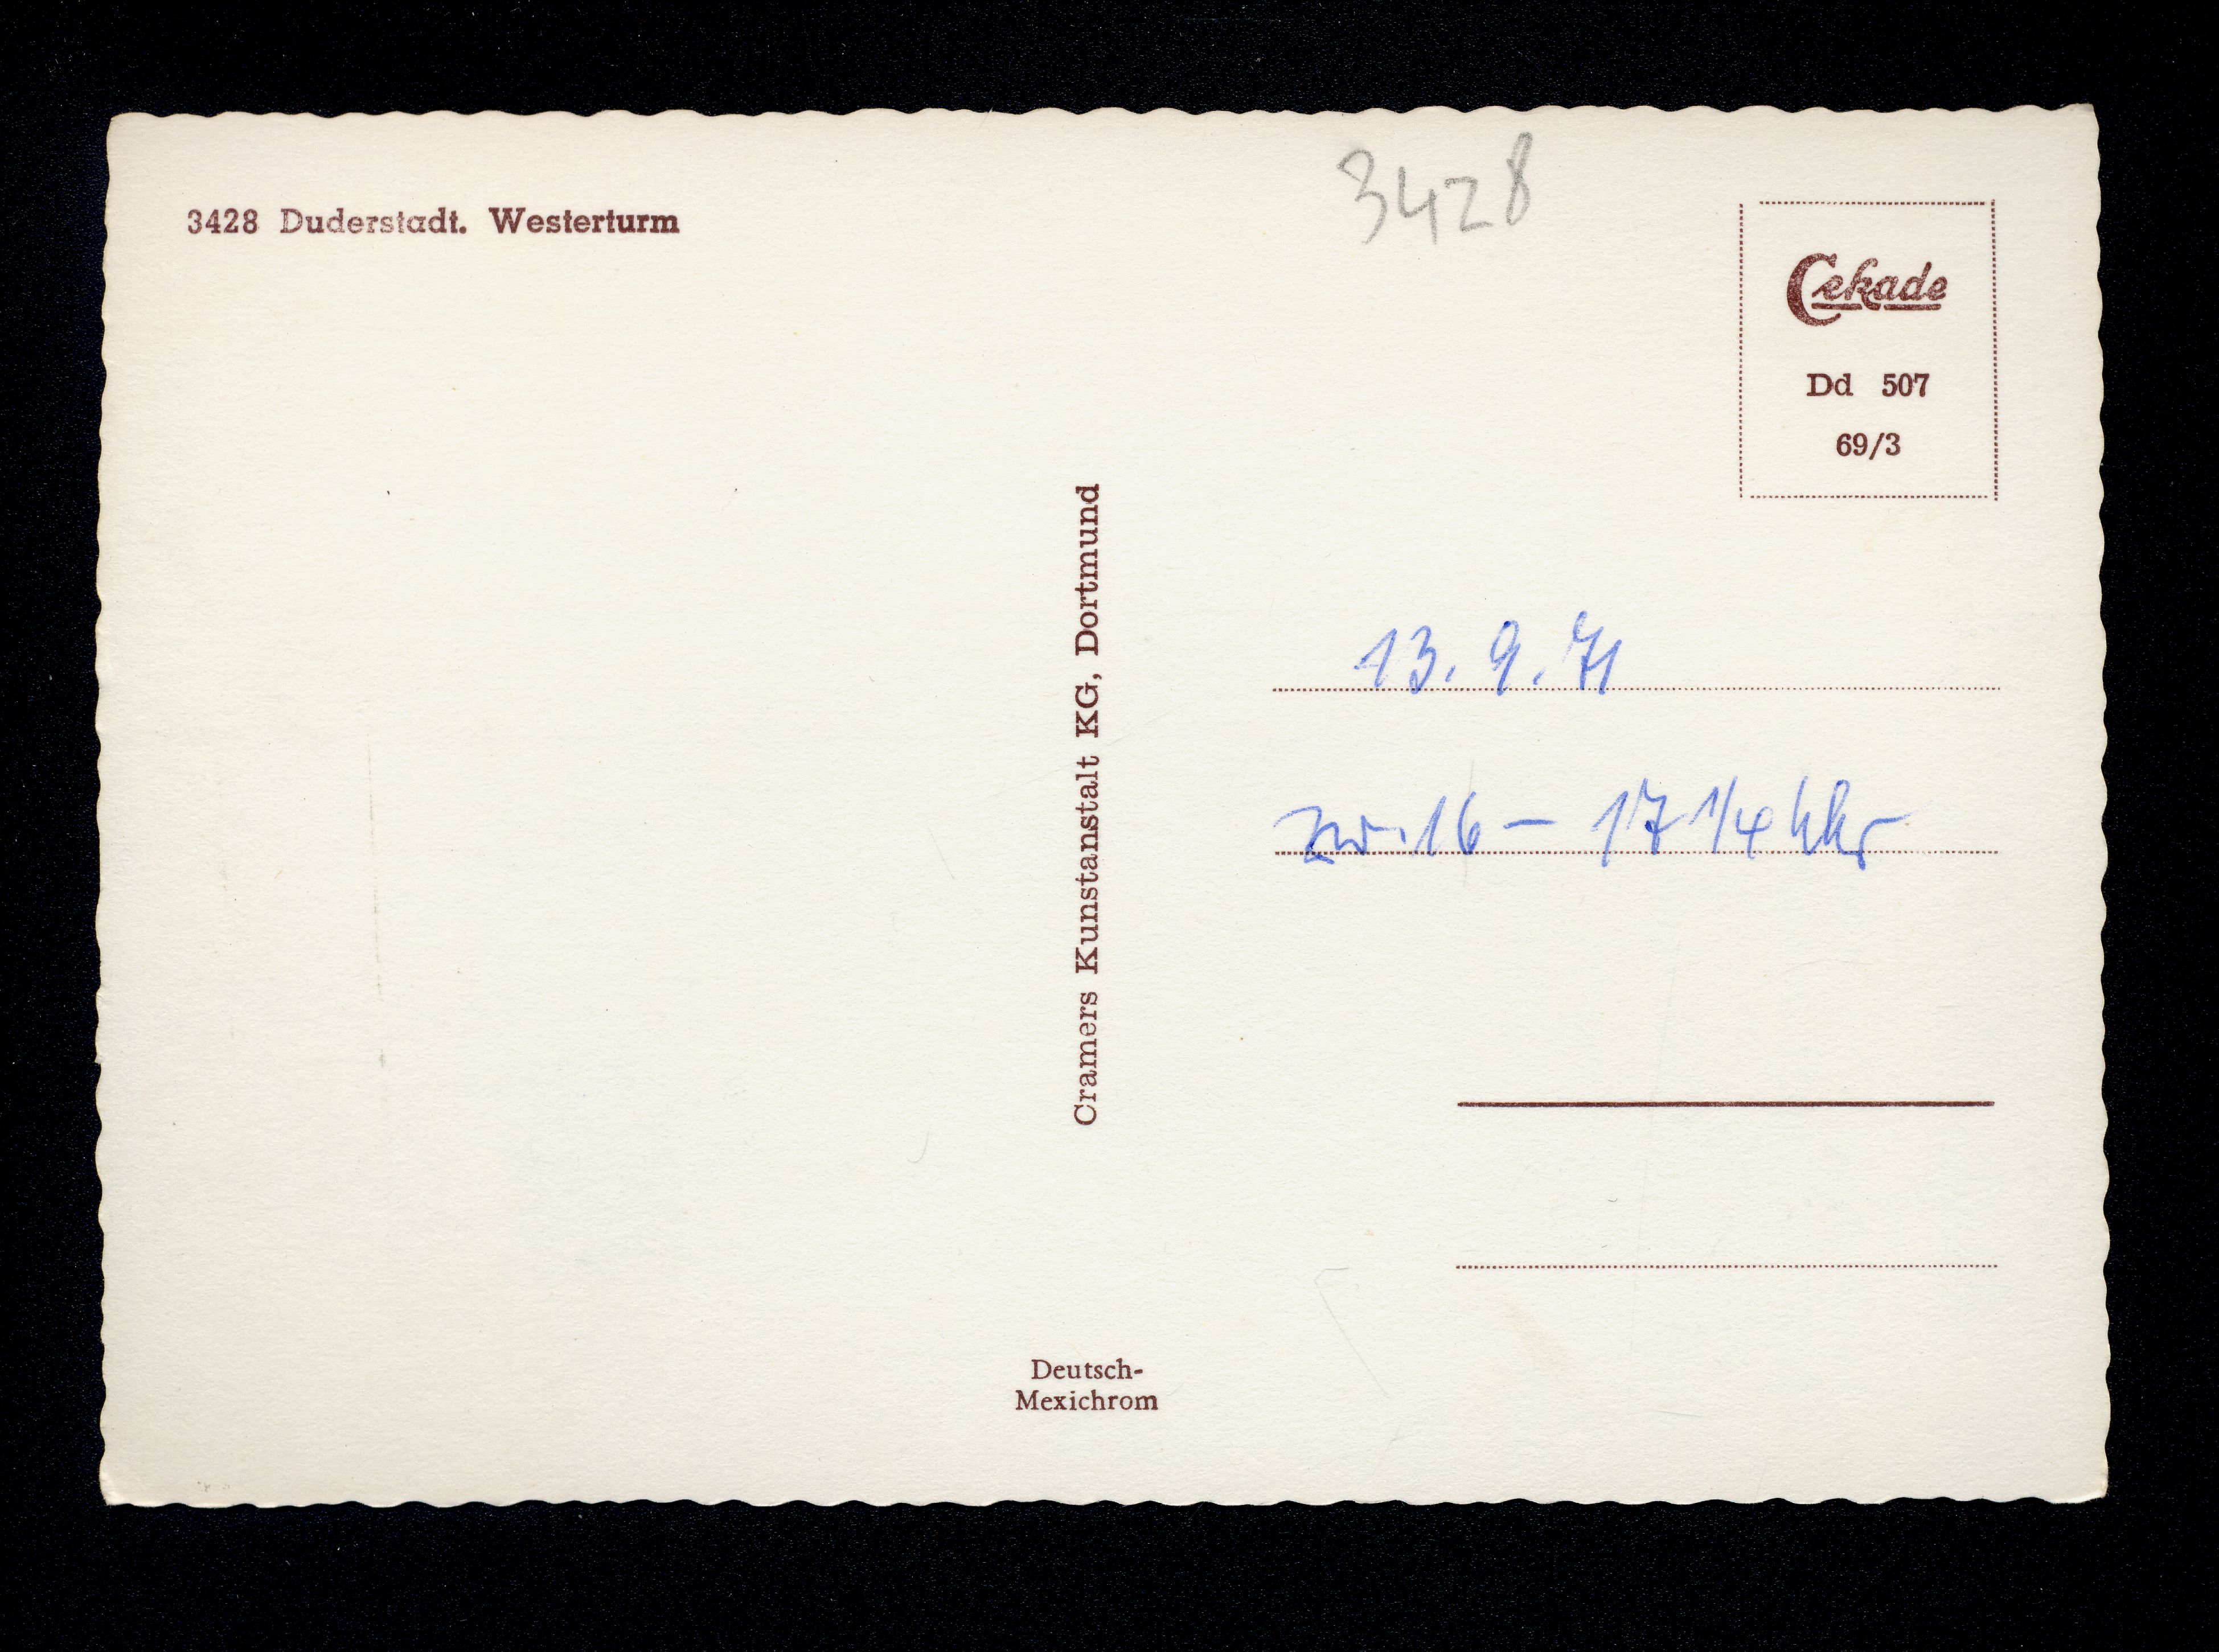 3428 Duderstadt. Westerturm
3428
Cekade
Dd 507
69/3
Cramers Kunstanstalt KG, Dortmund
13. 9. 71
zw. 16 – 17 1/4 Uhr
Deutsch-
Mexichrom